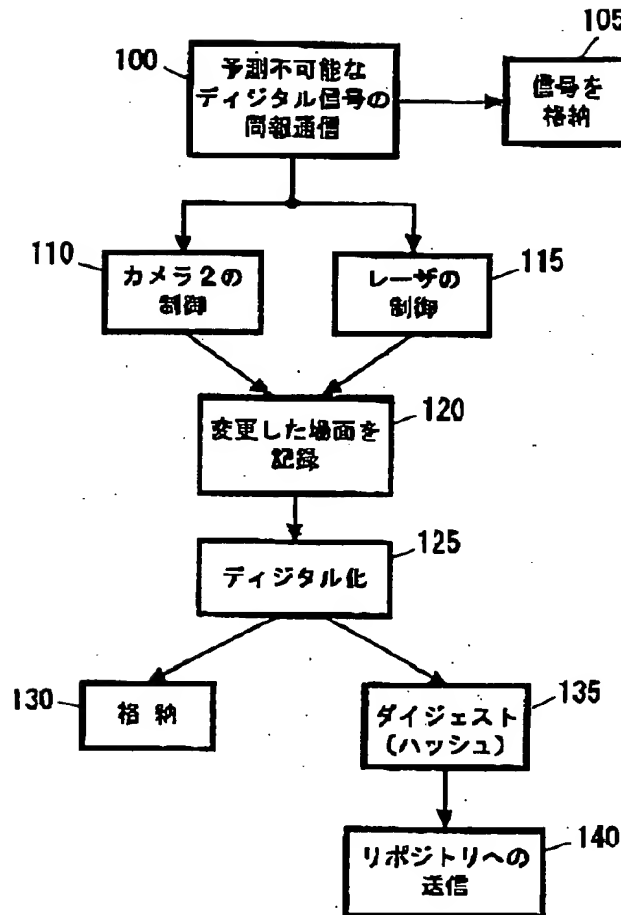 105
100
予測不可能な
ディジタル信号の
同報通信
信号を
格納
110
カメラ2の
制御
レーザの
制御
115
変更した場面を
記録
120
ディジタル化
125
130
格納
ダイジェスト
(ハッシュ)
135
リポジトリへの
送信
140